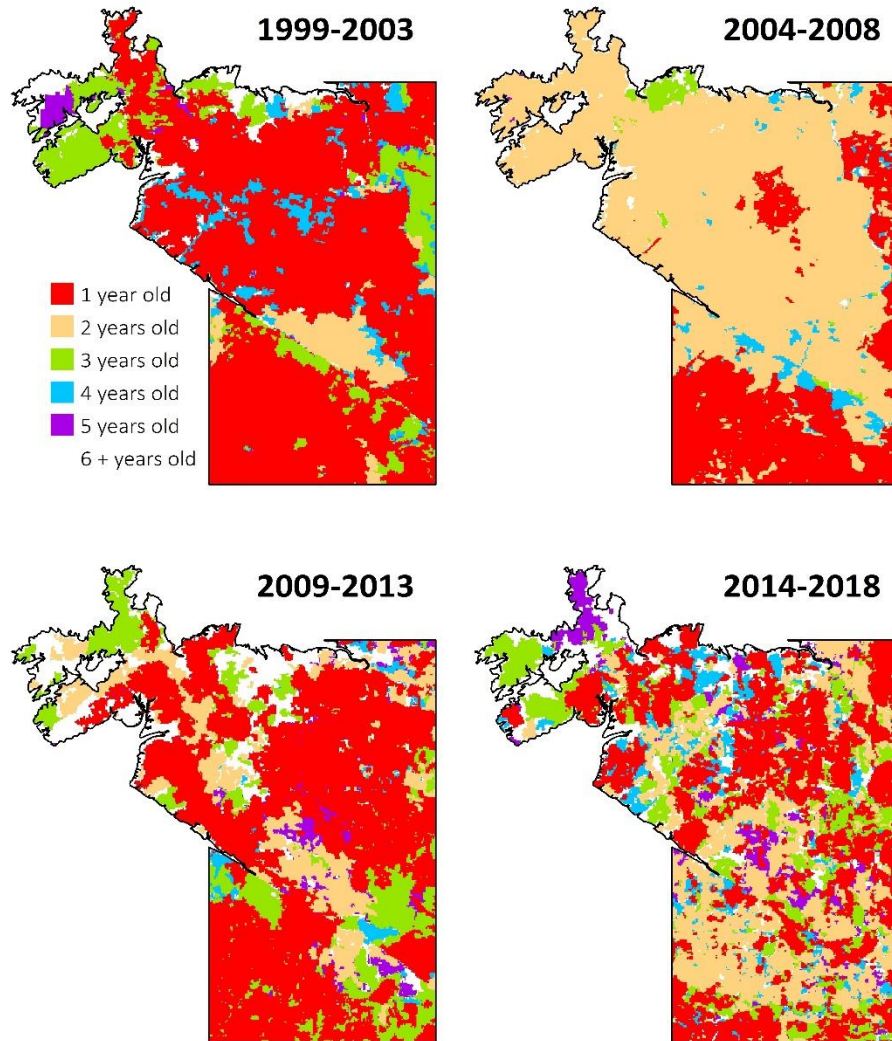 1999-2003
2004-2008
1 year old
2 years old
3 years old
4 years old
5 years old
6 + years old
2009-2013
2014-2018